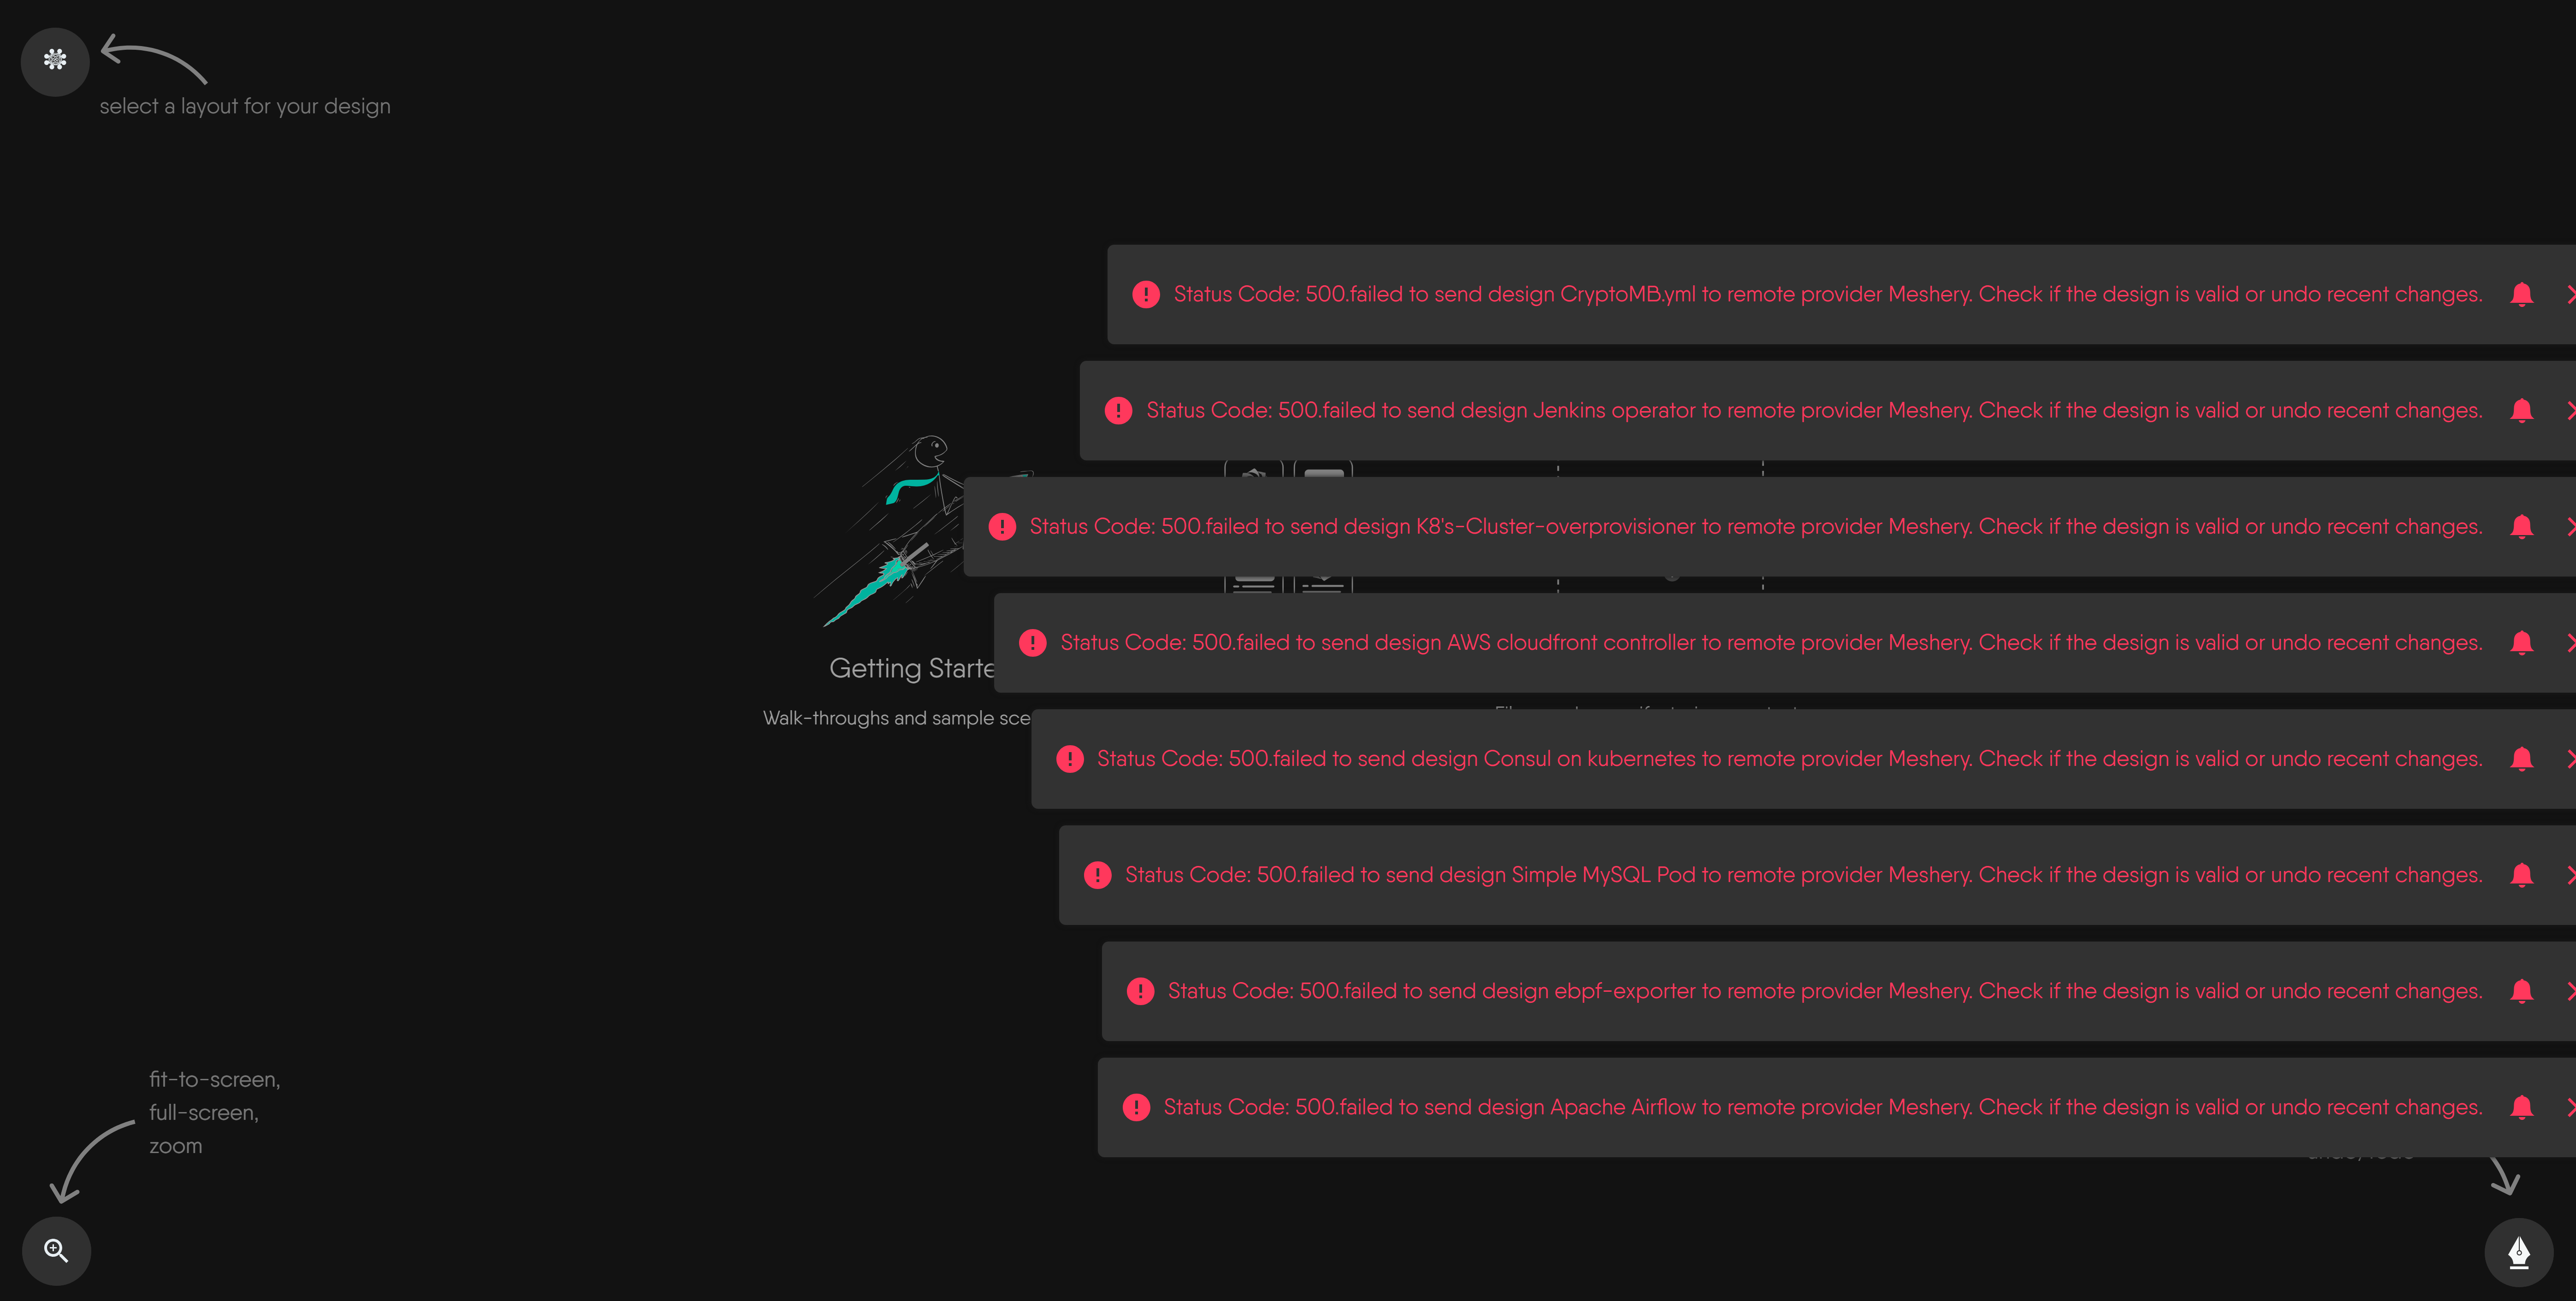 select a layout for your design
Status Code: 500.failed to send design CryptoMB.yml to remote provider Meshery. Check if the design is valid or undo recent changes.
Status Code: 500.failed to send design Jenkins operator to remote provider Meshery. Check if the design is valid or undo recent changes.
Status Code: 500.failed to send design K8's-Cluster-overprovisioner to remote provider Meshery. Check if the design is valid or undo recent changes.
Status Code: 500.failed to send design AWS cloudfront controller to remote provider Meshery. Check if the design is valid or undo recent changes.
Getting Starte
Walk-throughs and sample sce
Status Code: 500.failed to send design Consul on kubernetes to remote provider Meshery. Check if the design is valid or undo recent changes.
Status Code: 500.failed to send design Simple MySQL Pod to remote provider Meshery. Check if the design is valid or undo recent changes.
Status Code: 500.failed to send design ebpf-exporter to remote provider Meshery. Check if the design is valid or undo recent changes.
Status Code: 500.failed to send design Apache Airflow to remote provider Meshery. Check if the design is valid or undo recent changes.
fit-to-screen,
full-screen,
zoom